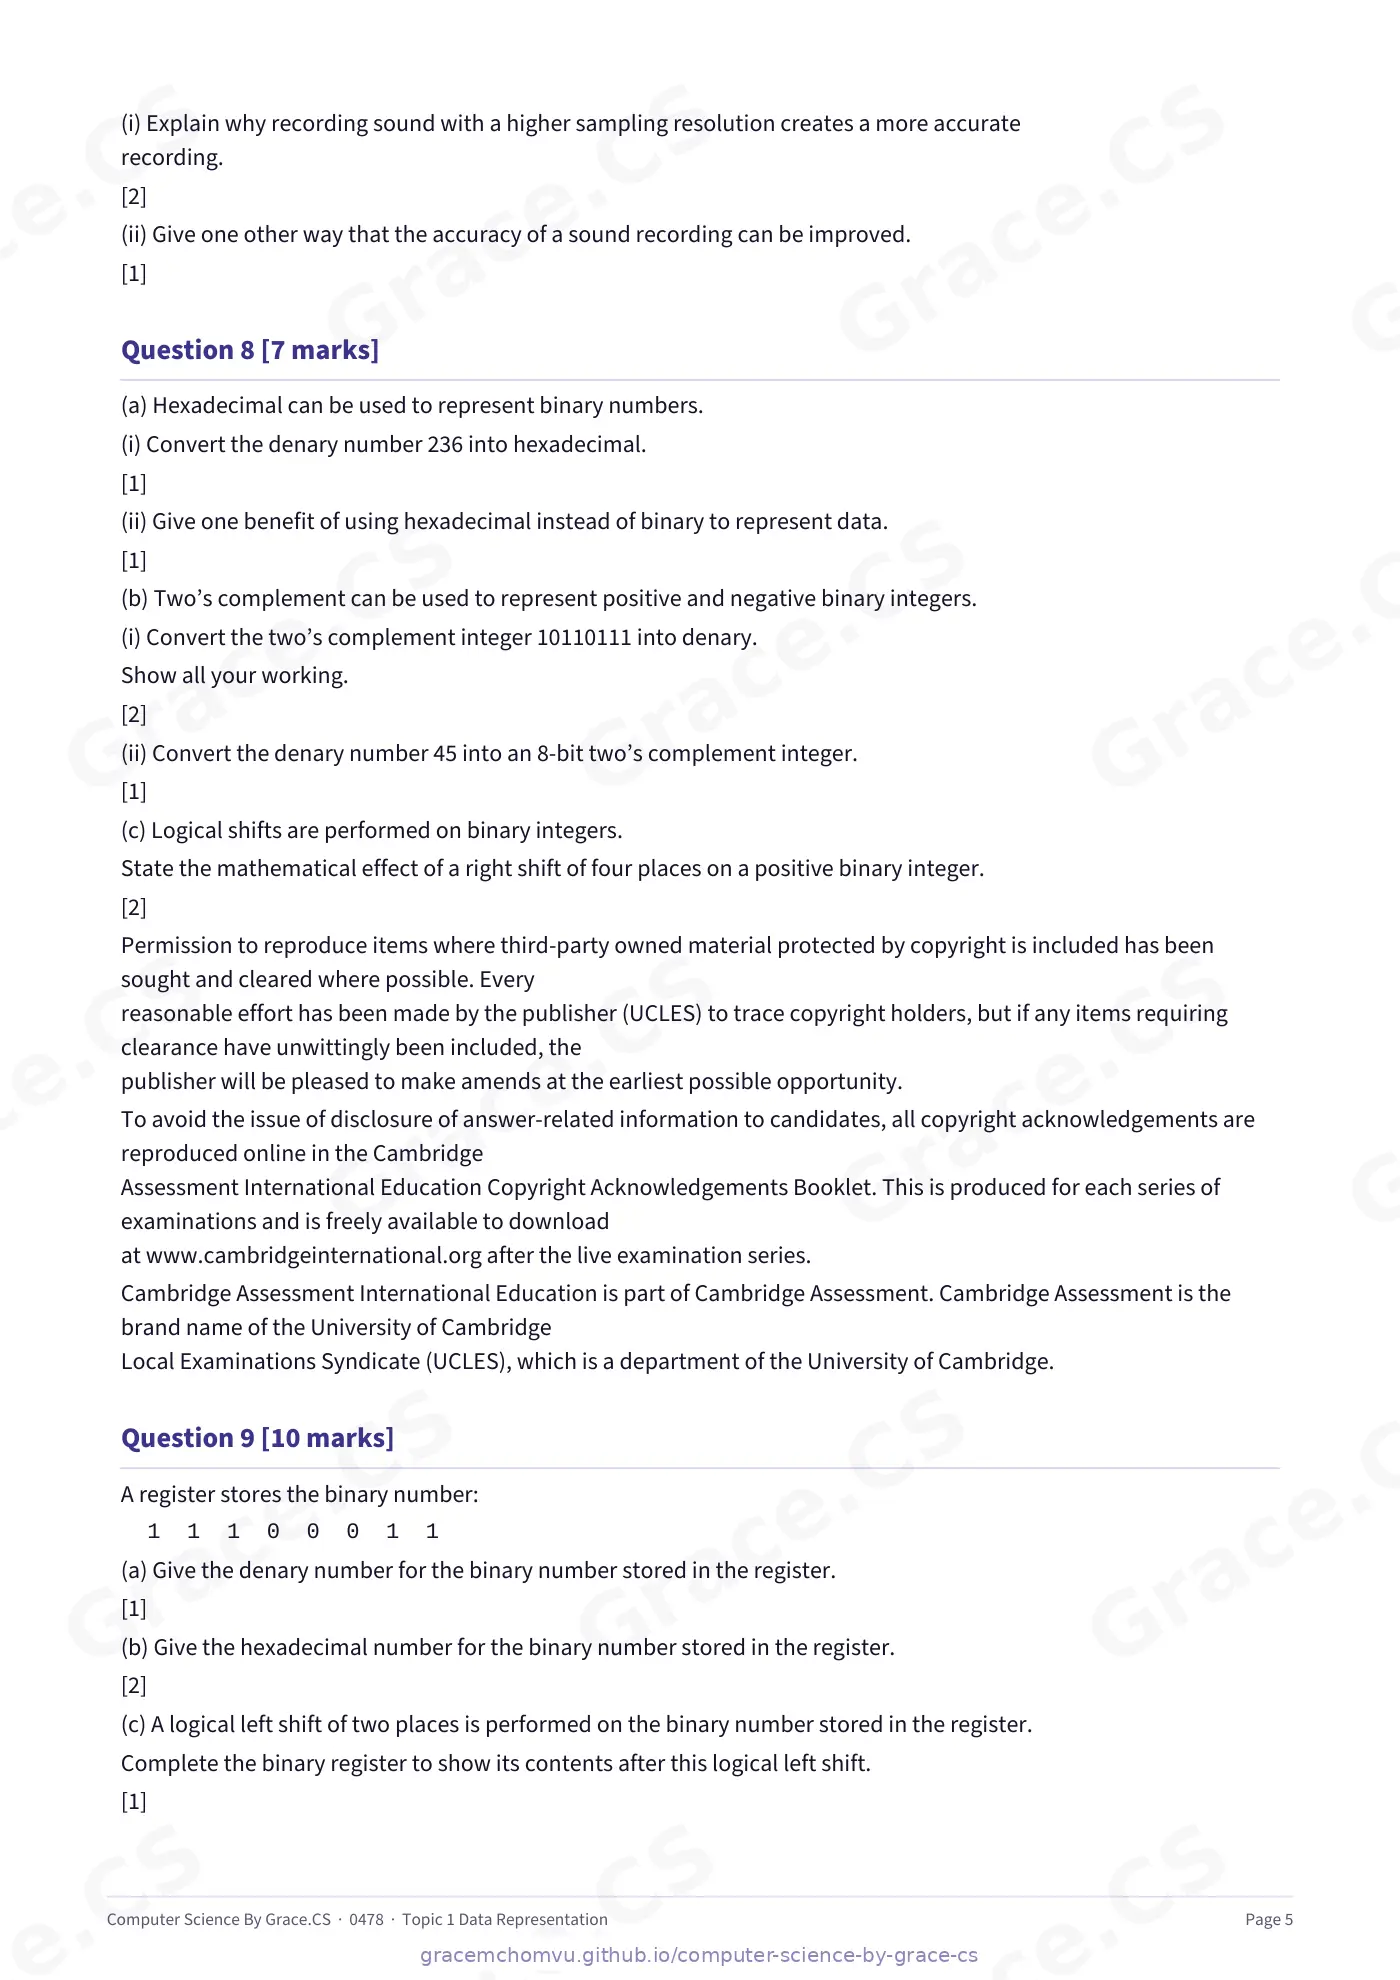 (i) Explain why recording sound with a higher sampling resolution creates a more accurate
recording.
[2]
(ii) Give one other way that the accuracy of a sound recording can be improved.
[1]
Question 8 [7 marks]
(a) Hexadecimal can be used to represent binary numbers.
(i) Convert the denary number 236 into hexadecimal.
[1]
(ii) Give one benefit of using hexadecimal instead of binary to represent data.
[1]
(b) Two’s complement can be used to represent positive and negative binary integers.
(i) Convert the two’s complement integer 10110111 into denary.
Show all your working.
[2]
(ii) Convert the denary number 45 into an 8-bit two’s complement integer.
[1]
(c) Logical shifts are performed on binary integers.
State the mathematical effect of a right shift of four places on a positive binary integer.
[2]
Permission to reproduce items where third-party owned material protected by copyright is included has been
sought and cleared where possible. Every
reasonable effort has been made by the publisher (UCLES) to trace copyright holders, but if any items requiring
clearance have unwittingly been included, the
publisher will be pleased to make amends at the earliest possible opportunity.
To avoid the issue of disclosure of answer-related information to candidates, all copyright acknowledgements are
reproduced online in the Cambridge
Assessment International Education Copyright Acknowledgements Booklet. This is produced for each series of
examinations and is freely available to download
at www.cambridgeinternational.org after the live examination series.
Cambridge Assessment International Education is part of Cambridge Assessment. Cambridge Assessment is the
brand name of the University of Cambridge
Local Examinations Syndicate (UCLES), which is a department of the University of Cambridge.
Question 9 [10 marks]
A register stores the binary number:
1 1 1 0 0 0 1 1
(a) Give the denary number for the binary number stored in the register.
[1]
(b) Give the hexadecimal number for the binary number stored in the register.
[2]
(c) A logical left shift of two places is performed on the binary number stored in the register.
Complete the binary register to show its contents after this logical left shift.
[1]
Computer Science By Grace.CS · 0478 · Topic 1 Data Representation Page 5
gracemchomvu.github.io/computer-science-by-grace-cs